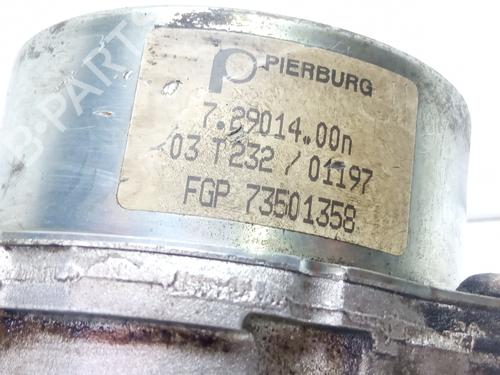 PIERBURG
7.29014.00n
03 T232 / 01197
FGP 73501358
B-PARTS